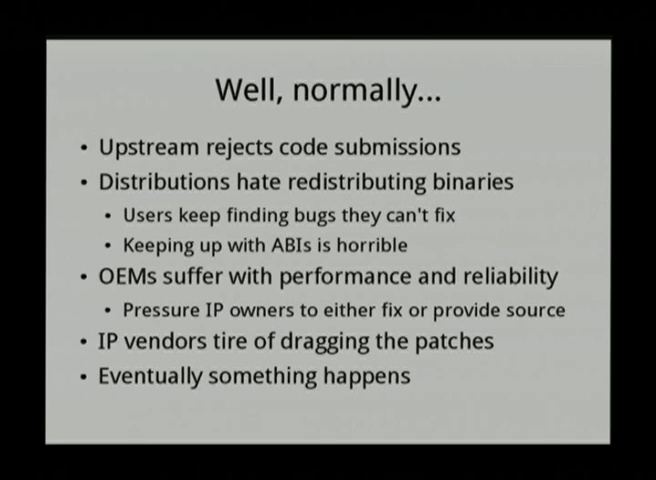 Well, normally...
• Upstream rejects code submissions
• Distributions hate redistributing binaries
• Users keep finding bugs they can't fix
• Keeping up with ABIs is horrible
• OEMs suffer with performance and reliability
• Pressure IP owners to either fix or provide source
• IP vendors tire of dragging the patches
• Eventually something happens